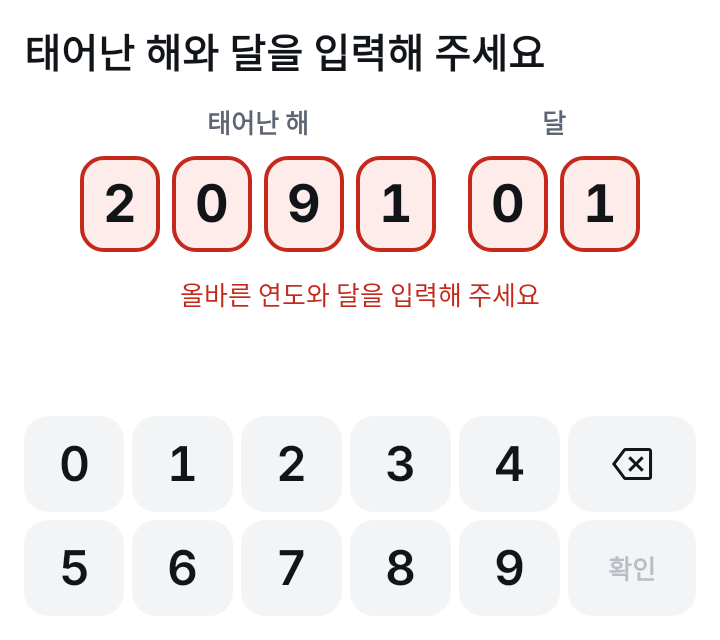 태어난 해와 달을 입력해 주세요
태어난 해 달
2 0 9 1 0 1
올바른 연도와 달을 입력해 주세요
0 1 2 3 4
5 6 7 8 9 확인